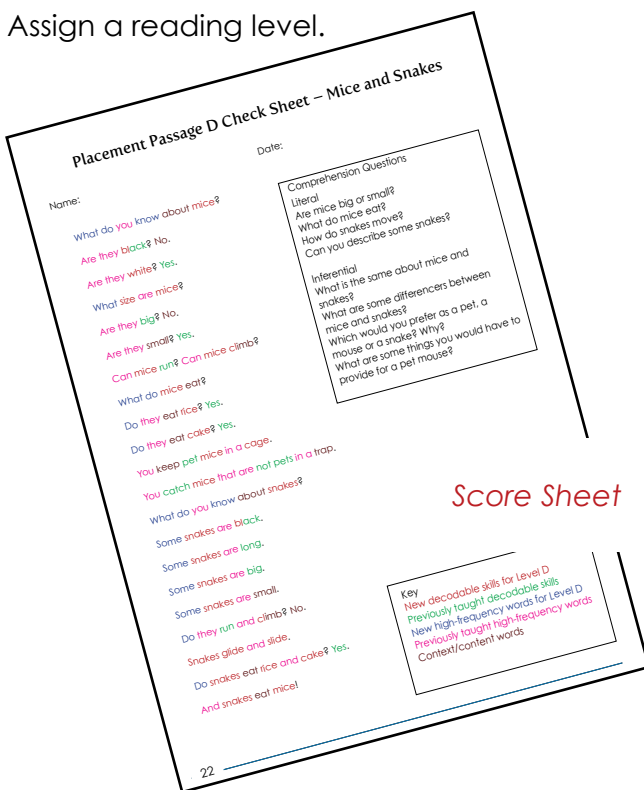 Assign a reading level.
Placement Passage D Check Sheet – Mice and Snakes
Name:
Date:
What do you know about mice?
Are they black? No.
Are they white? Yes.
What size are mice?
Are they big? No.
Are they small? Yes.
Can mice run? Can mice climb?
What do mice eat?
Do they eat rice? Yes.
Do they eat cake? Yes.
You keep pet mice in a cage.
You catch mice that are not pets in a trap.
What do you know about snakes?
Some snakes are black.
Some snakes are long.
Some snakes are big.
Some snakes are small.
Do they run and climb? No.
Snakes glide and slide.
Do snakes eat rice and cake? Yes.
And snakes eat mice!
Comprehension Questions
Literal
Are mice big or small?
What do mice eat?
How do snakes move?
Can you describe some snakes?
Inferential
What is the same about mice and
snakes?
What are some differencers between
mice and snakes?
Which would you prefer as a pet, a
mouse or a snake? Why?
What are some things you would have to
provide for a pet mouse?
Score Sheet
Key
New decodable skills for Level D
Previously taught decodable skills
New high-frequency words for Level D
Previously taught high-frequency words
Context/content words
22